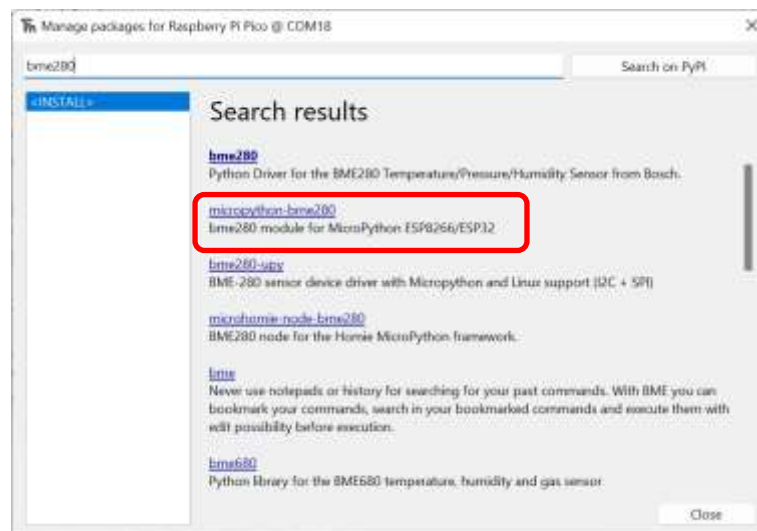 Manage packages for Raspberry Pi Pico @ COM18
bme280
Search on PyPI
<INSTALL>
Search results
bme280
Python Driver for the BME280 Temperature/Pressure/Humidity Sensor from Bosch.
micropython-bme280
bme280 module for MicroPython ESP8266/ESP32
bme280-upy
BME-280 sensor device driver with Micropython and Linux support (I2C + SPI)
microhomie-node-bme280
BME280 node for the Homie MicroPython framework.
bme
Never use notepads or history for searching for your past commands. With BME you can
bookmark your commands, search in your bookmarked commands and execute them with
edit possibility before execution.
bme680
Python library for the BME680 temperature, humidity and gas sensor
Close